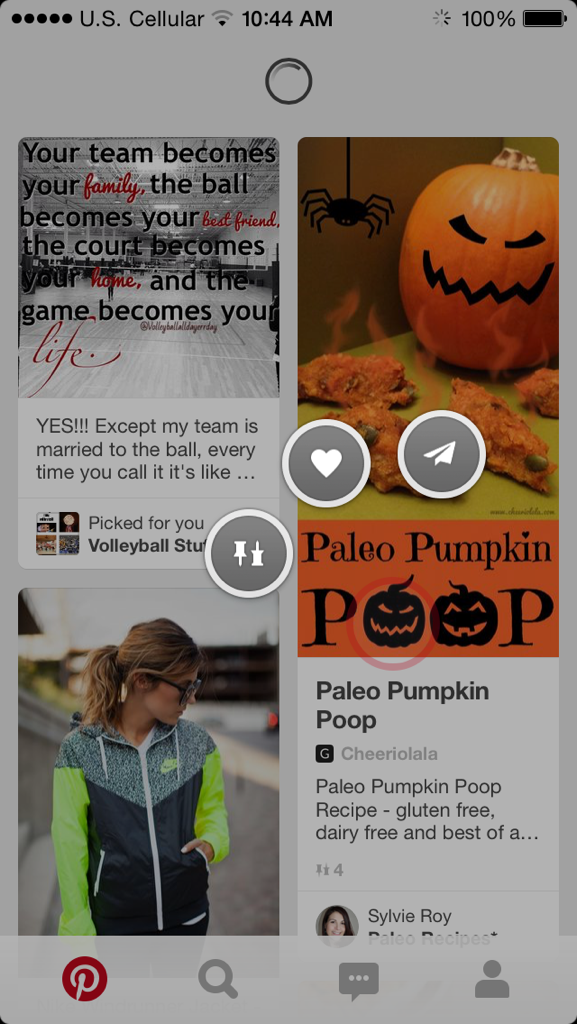 U.S. Cellular 10:44 AM 100%
Your team becomes
your family, the ball
becomes your best friend,
the court becomes
your home, and the
game becomes your
@Volleyballalldayerrday
life.
YES!!! Except my team is
married to the ball, every
time you call it it's like ...
Picked for you
Volleyball Stu
www.cheeriolala.com
Paleo Pumpkin
POOP
Paleo Pumpkin
Poop
G Cheeriolala
Paleo Pumpkin Poop
Recipe - gluten free,
dairy free and best of a...
4
Sylvie Roy
Paleo Recipes*